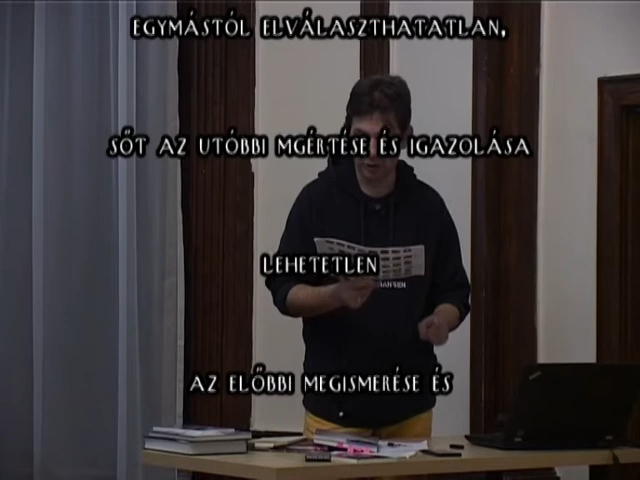 EGYMÁSTÓL ELVÁLASZTHATATLAN,
SŐT AZ UTÓBBI MGÉRTÉSE ÉS IGAZOLÁSA
LEHETETLEN
AZ ELŐBBI MEGISMERÉSE ÉS